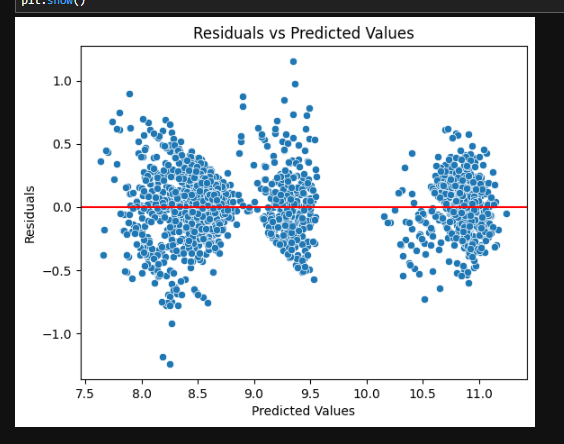 plt.show()
Residuals vs Predicted Values
1.0
0.5
0.0
−0.5
−1.0
Residuals
7.5 8.0 8.5 9.0 9.5 10.0 10.5 11.0
Predicted Values